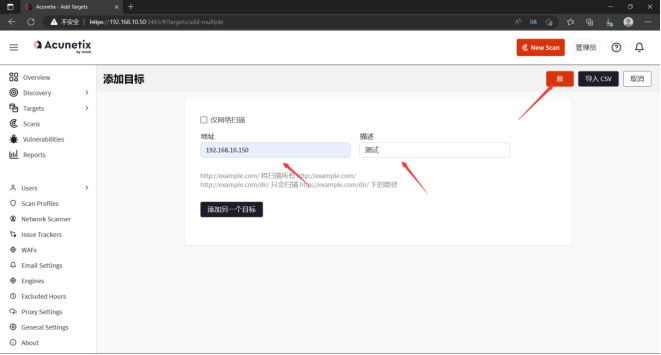 Acunetix - Add Targets
不安全 https://192.168.10.50:3443/#/targets/add-multiple
Acunetix
by Invicti
New Scan
管理员
Overview
Discovery
Targets
Scans
Vulnerabilities
Reports
Users
Scan Profiles
Network Scanner
Issue Trackers
WAFs
Email Settings
Engines
Excluded Hours
Proxy Settings
General Settings
About
添加目标
救
导入 CSV
取消
仅网络扫描
地址
描述
192.168.10.150
测试
http://example.com/ 将扫描所有 http://example.com/
http://example.com/dir/ 只会扫描 http://example.com/dir/ 下的路径
添加另一个目标